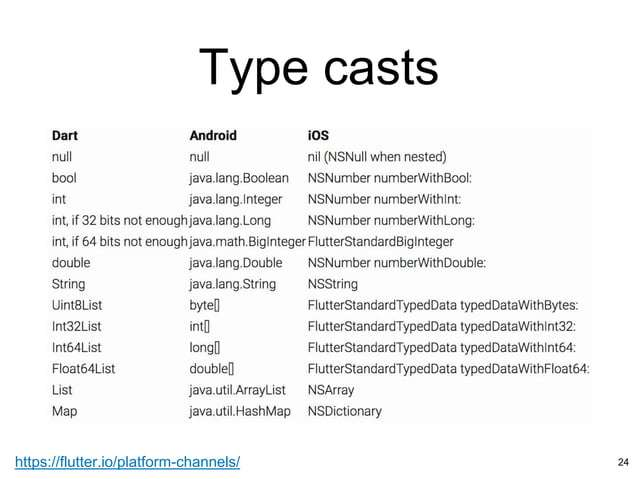 Type casts
Dart Android iOS
null null nil (NSNull when nested)
bool java.lang.Boolean NSNumber numberWithBool:
int java.lang.Integer NSNumber numberWithInt:
int, if 32 bits not enough java.lang.Long NSNumber numberWithLong:
int, if 64 bits not enough java.math.BigInteger FlutterStandardBigInteger
double java.lang.Double NSNumber numberWithDouble:
String java.lang.String NSString
Uint8List byte[] FlutterStandardTypedData typedDataWithBytes:
Int32List int[] FlutterStandardTypedData typedDataWithInt32:
Int64List long[] FlutterStandardTypedData typedDataWithInt64:
Float64List double[] FlutterStandardTypedData typedDataWithFloat64:
List java.util.ArrayList NSArray
Map java.util.HashMap NSDictionary
https://flutter.io/platform-channels/ 24